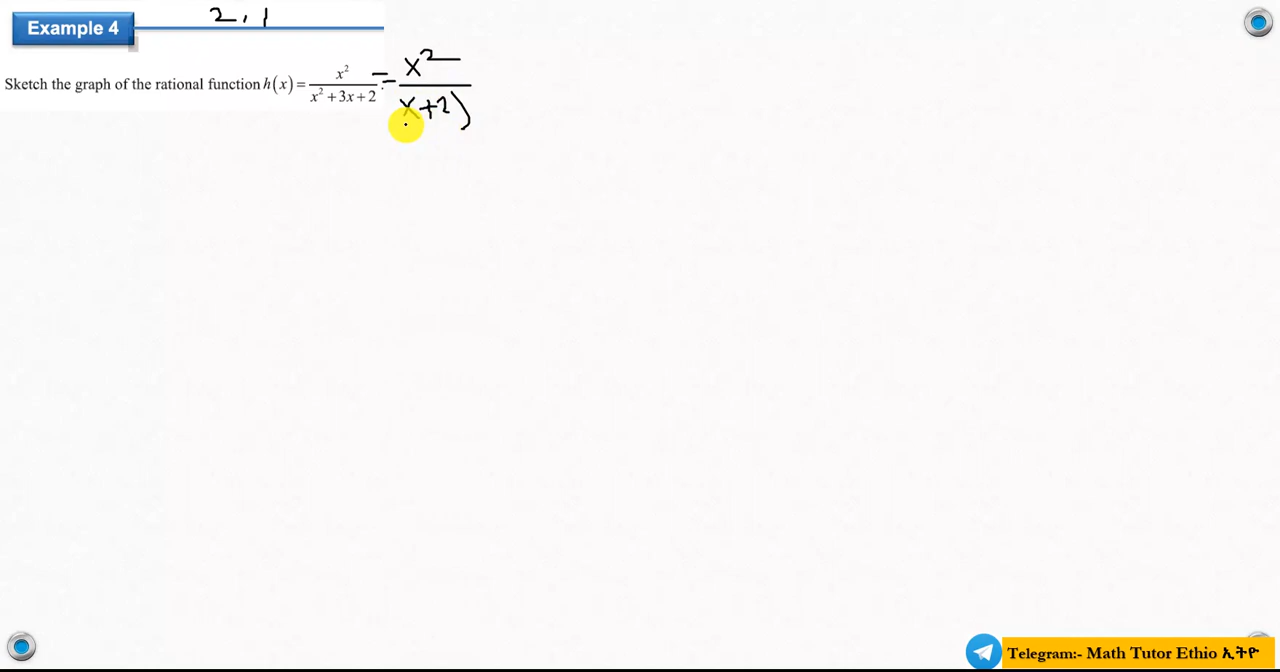 2, 1
Example 4
Sketch the graph of the rational function h(x) = x² / (x² + 3x + 2). = x² / x+2)
Telegram:- Math Tutor Ethio ኢትዮ